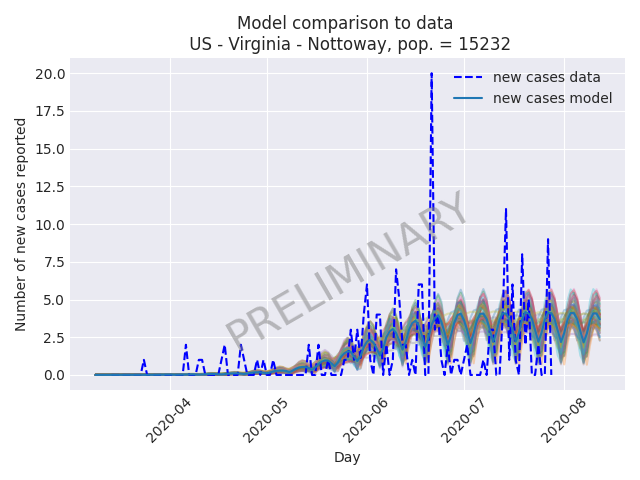 Model comparison to data
US - Virginia - Nottoway, pop. = 15232
new cases data
new cases model
Number of new cases reported
20.0
17.5
15.0
12.5
10.0
7.5
5.0
2.5
0.0
PRELIMINARY
2020-04
2020-05
2020-06
2020-07
2020-08
Day